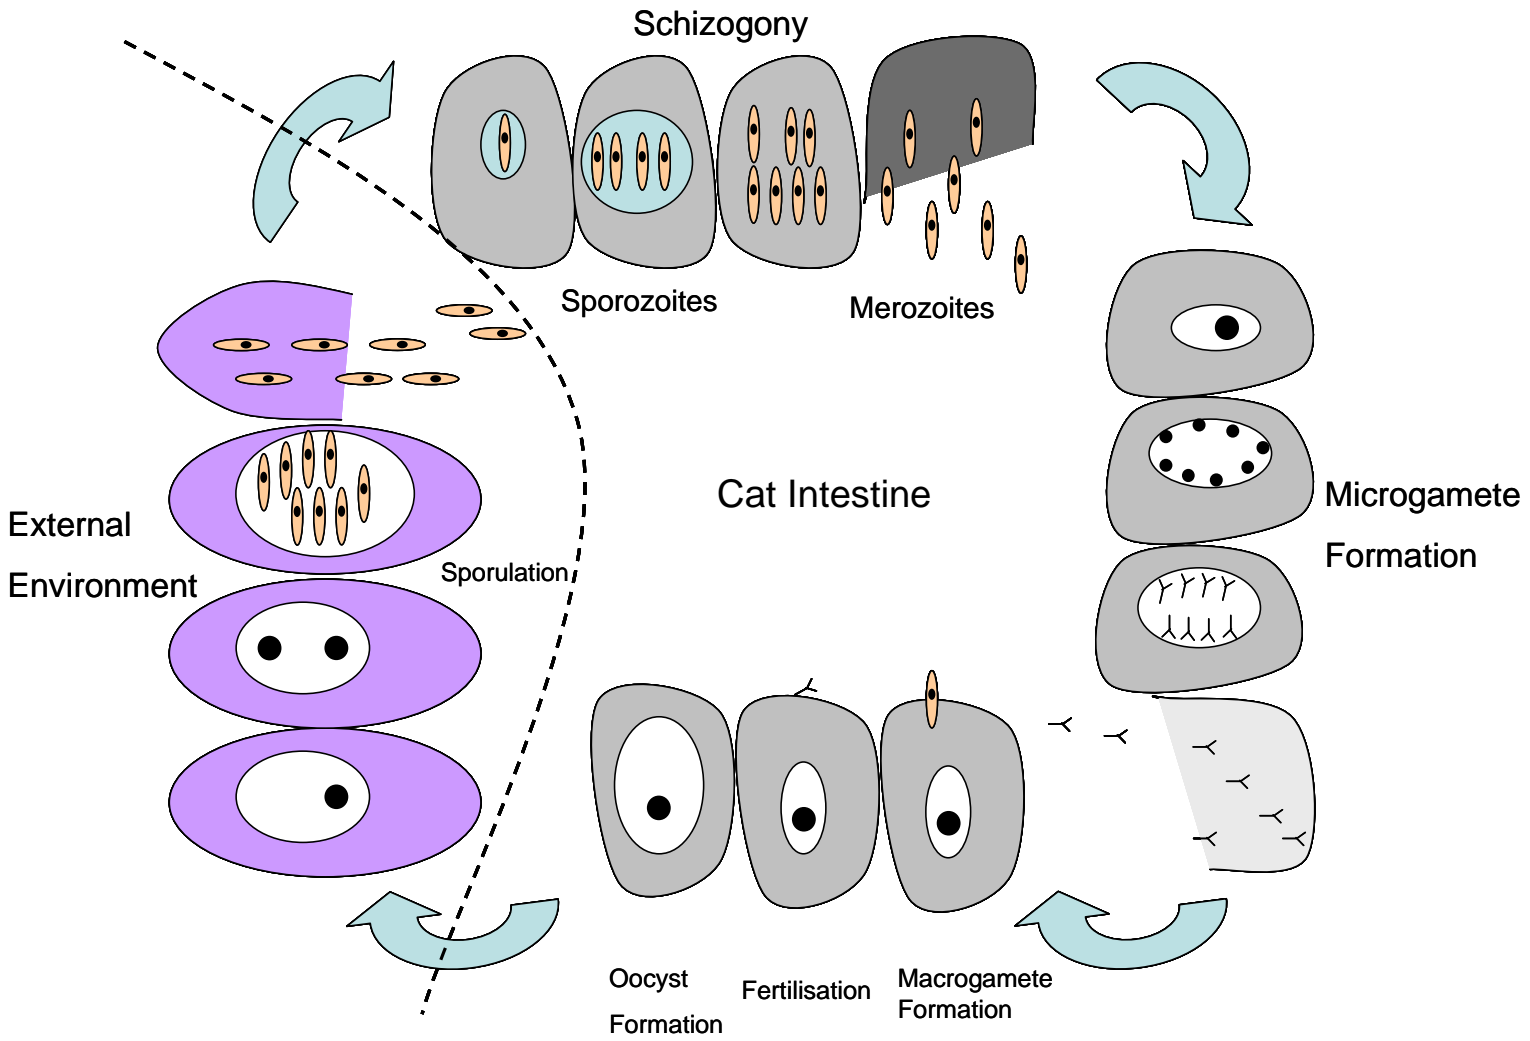 Schizogony
Sporozoites
Merozoites
External
Environment
Sporulation
Cat Intestine
Microgamete
Formation
Oocyst
Formation
Fertilisation
Macrogamete
Formation